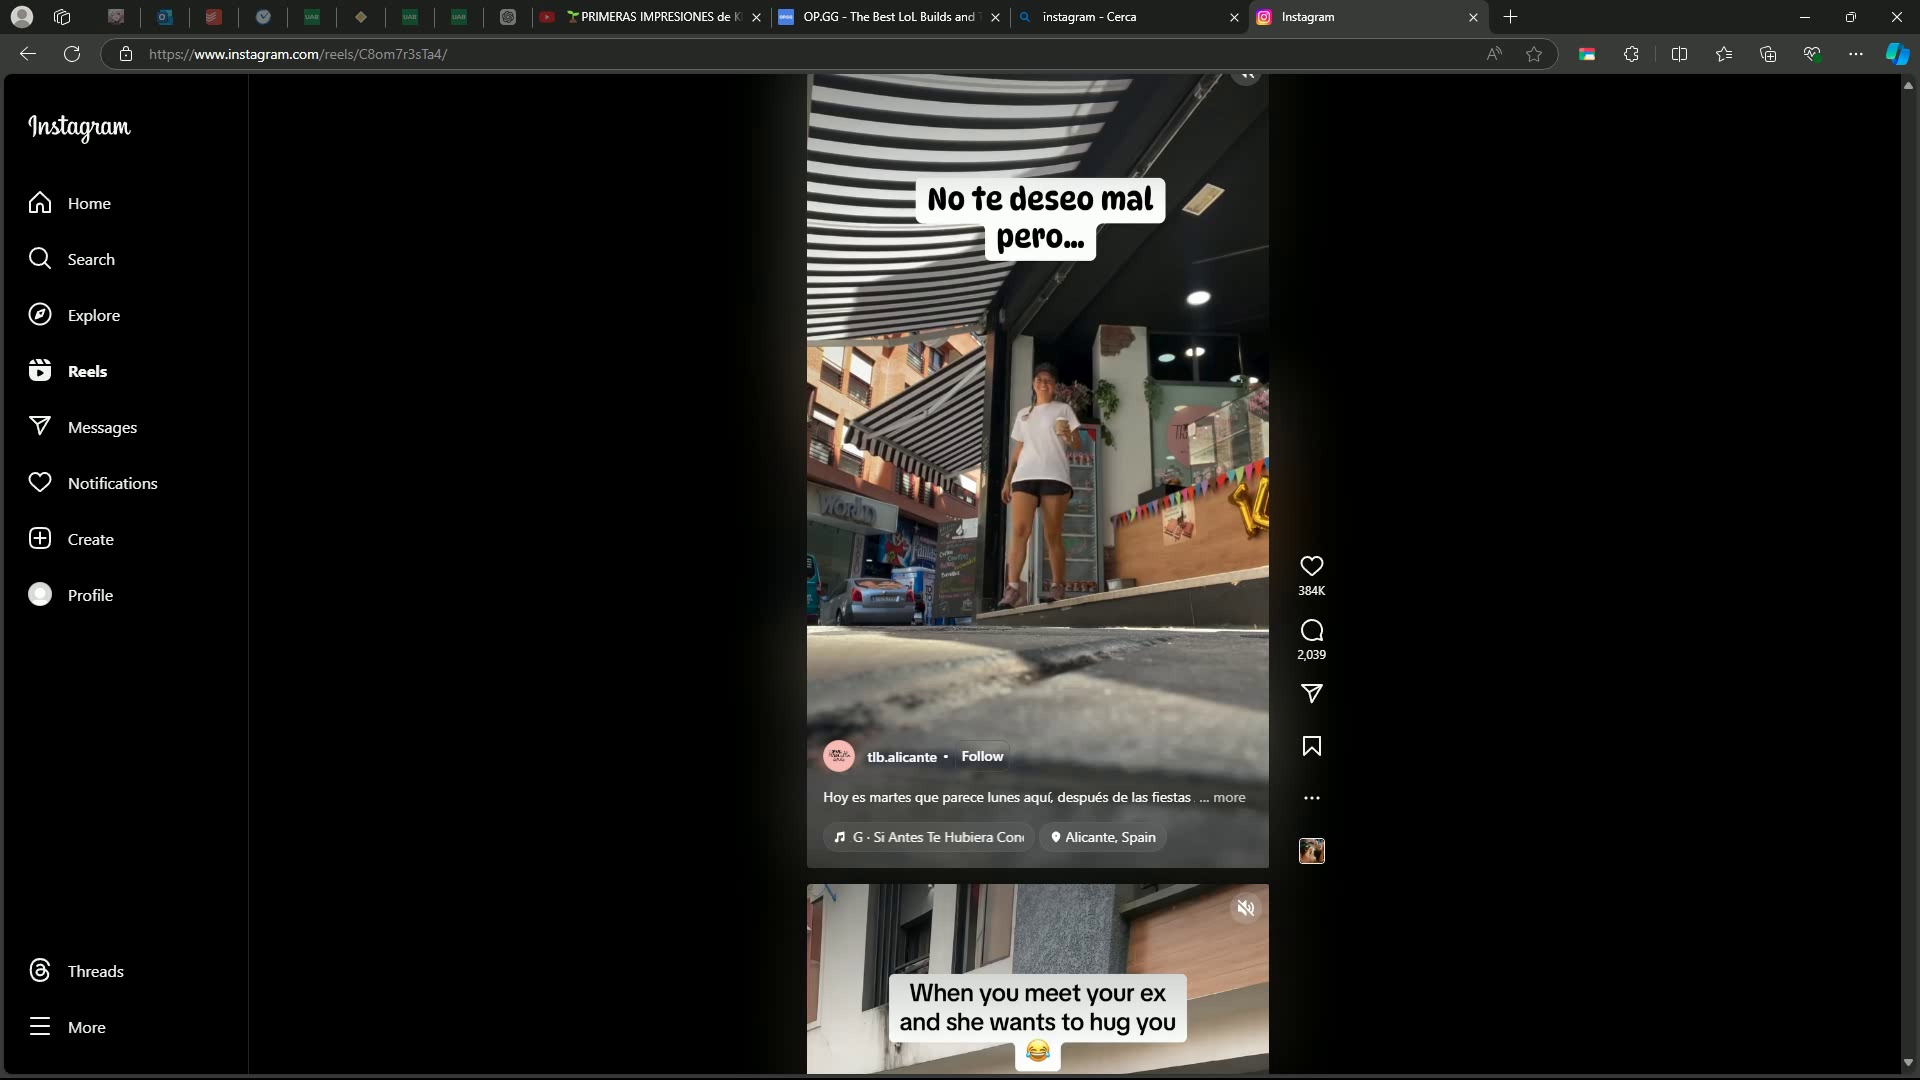 PRIMERAS IMPRESIONES de K
OP.GG - The Best LoL Builds and T
instagram - Cerca
Instagram
https://www.instagram.com/reels/C8om7r3sTa4/
Instagram
Home
Search
Explore
Reels
Messages
Notifications
Create
Profile
Threads
More
No te deseo mal
pero...
WORLD
384K
2,039
tlb.alicante • Follow
Hoy es martes que parece lunes aquí, después de las fiestas ... more
G · Si Antes Te Hubiera Con
Alicante, Spain
When you meet your ex
and she wants to hug you
😂